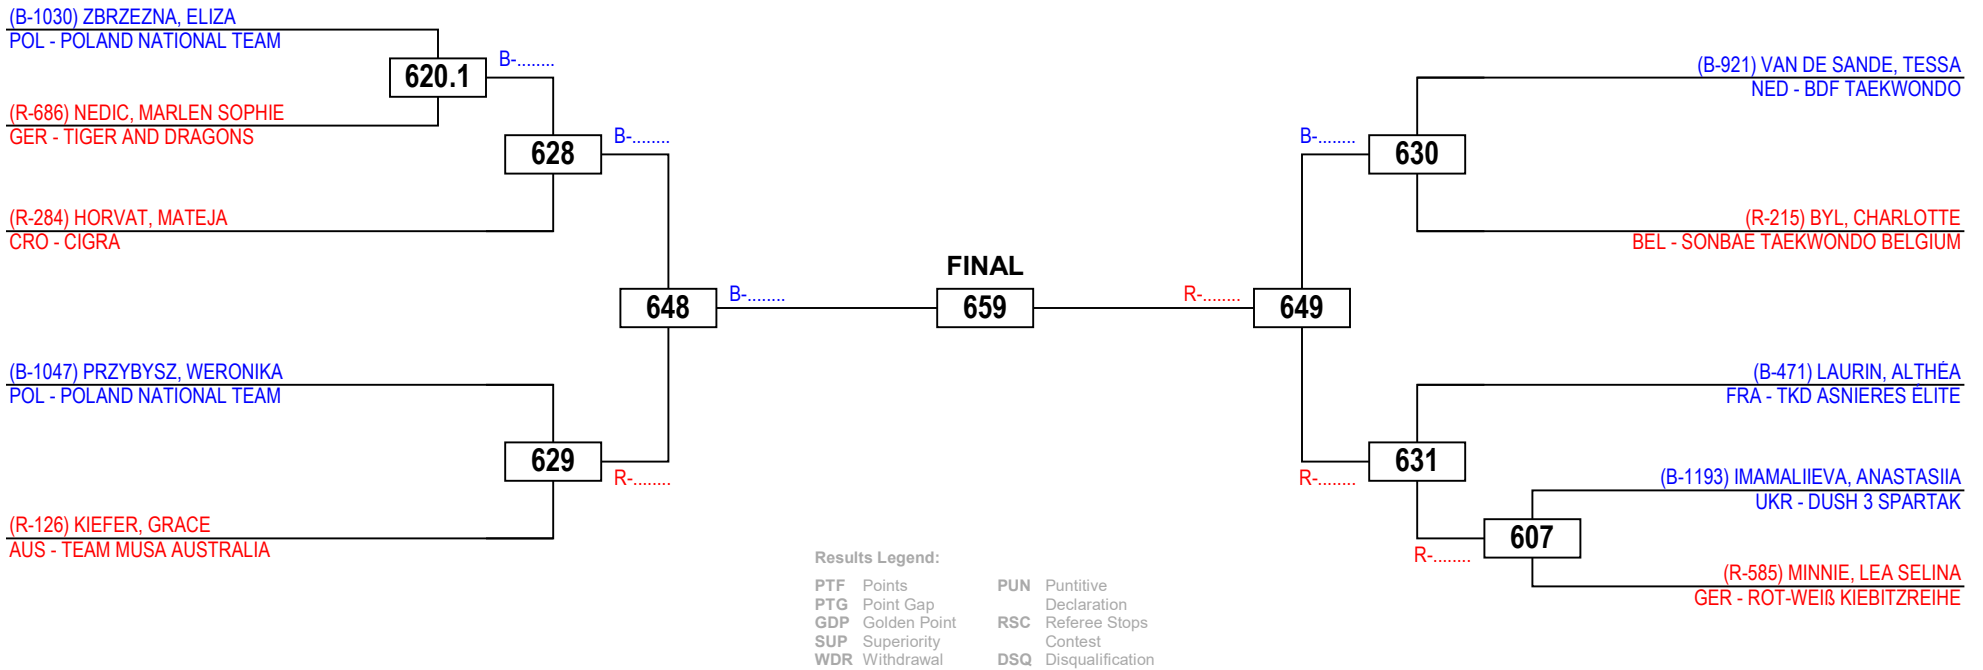 (B-1030) ZBRZEZNA, ELIZA
POL - POLAND NATIONAL TEAM
620.1
B-........
(R-686) NEDIC, MARLEN SOPHIE
GER - TIGER AND DRAGONS
628
B-........
(R-284) HORVAT, MATEJA
CRO - CIGRA
648
B-........
(B-1047) PRZYBYSZ, WERONIKA
POL - POLAND NATIONAL TEAM
629
R-........
(R-126) KIEFER, GRACE
AUS - TEAM MUSA AUSTRALIA
FINAL
659
(B-921) VAN DE SANDE, TESSA
NED - BDF TAEKWONDO
B-........
630
(R-215) BYL, CHARLOTTE
BEL - SONBAE TAEKWONDO BELGIUM
R-........
649
(B-471) LAURIN, ALTHÉA
FRA - TKD ASNIERES ÉLITE
631
R-........
(B-1193) IMAMALIIEVA, ANASTASIIA
UKR - DUSH 3 SPARTAK
607
R-........
(R-585) MINNIE, LEA SELINA
GER - ROT-WEIß KIEBITZREIHE
Results Legend:
PTF Points
PTG Point Gap
GDP Golden Point
SUP Superiority
WDR Withdrawal
PUN Puntitive
Declaration
RSC Referee Stops
Contest
DSQ Disqualification